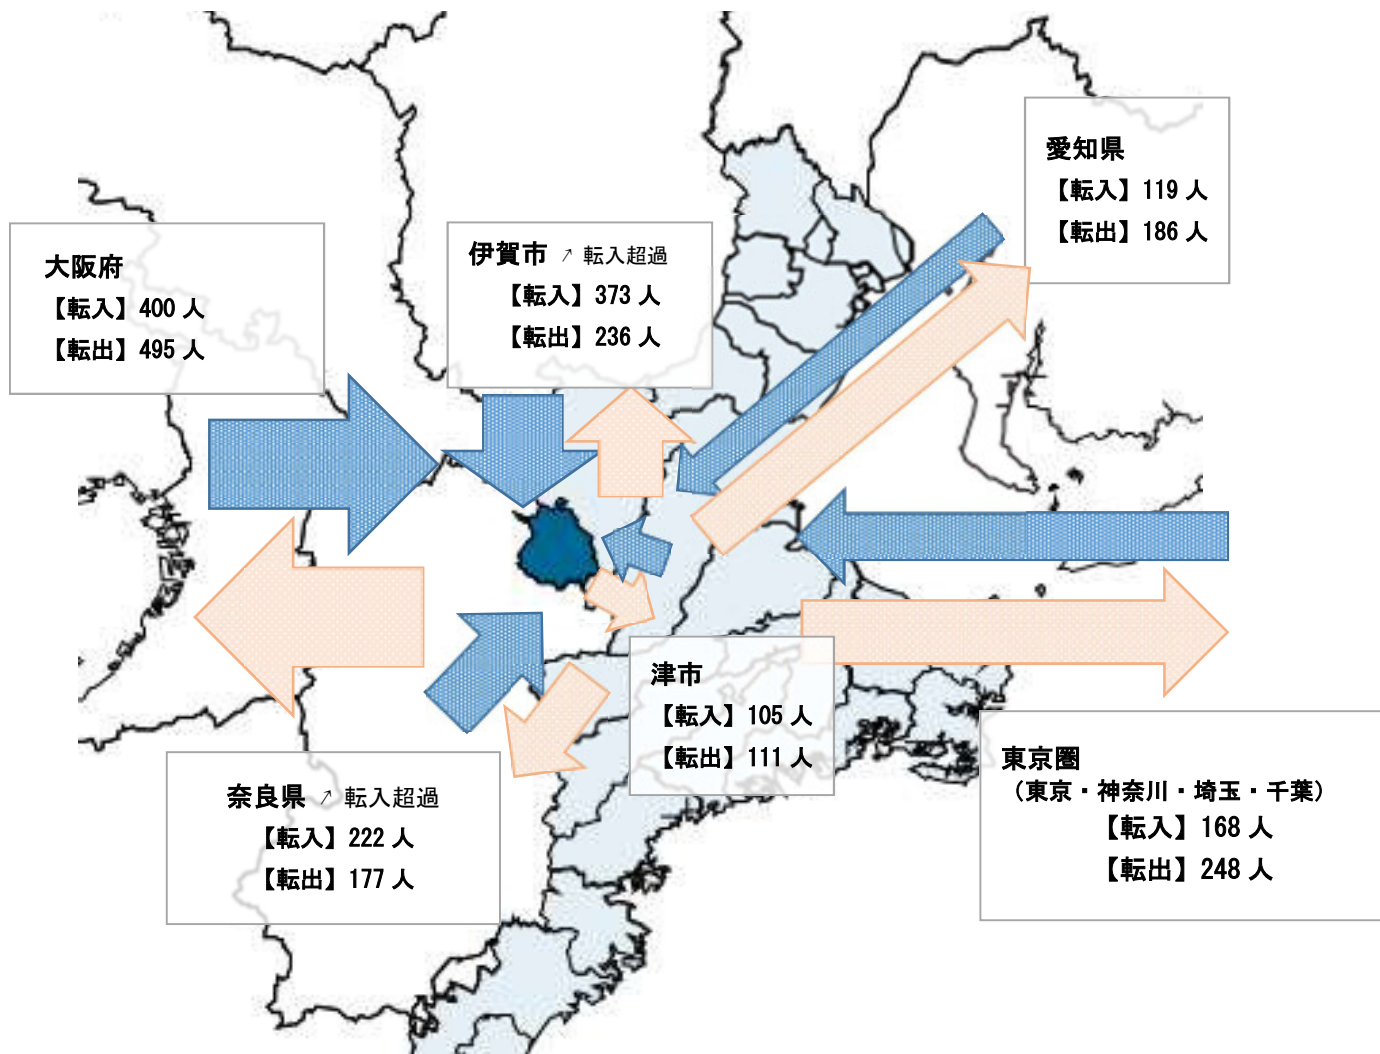 愛知県
【転入】119 人
【転出】186 人
大阪府
【転入】400 人
【転出】495 人
伊賀市 ↗ 転入超過
【転入】373 人
【転出】236 人
津市
【転入】105 人
【転出】111 人
奈良県 ↗ 転入超過
【転入】222 人
【転出】177 人
東京圏
（東京・神奈川・埼玉・千葉）
【転入】168 人
【転出】248 人